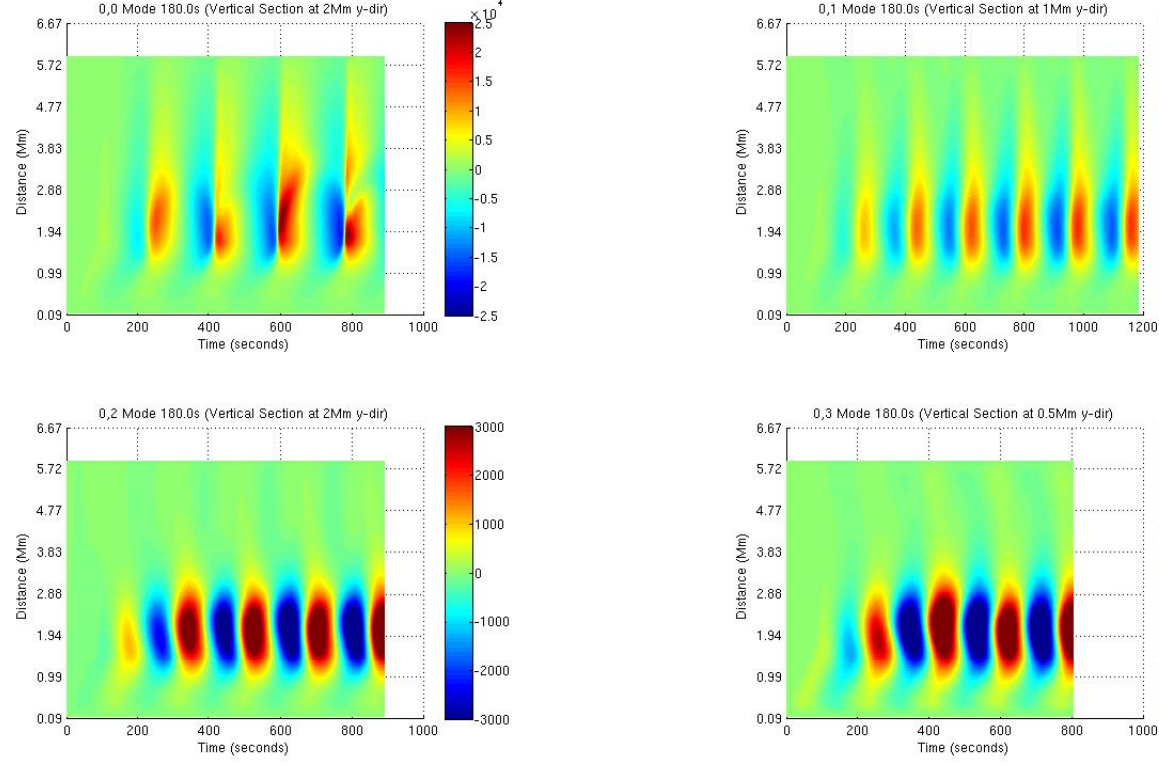 0,0 Mode 180.0s (Vertical Section at 2Mm y-dir)
× 10 4
6.67
5.72
4.77
3.83
2.88
1.94
0.99
0.09
Distance (Mm)
0 200 400 600 800 1000
Time (seconds)
2.5
2
1.5
1
0.5
0
-0.5
-1
-1.5
-2
-2.5
0,1 Mode 180.0s (Vertical Section at 1Mm y-dir)
6.67
5.72
4.77
3.83
2.88
1.94
0.99
0.09
Distance (Mm)
0 200 400 600 800 1000 1200
Time (seconds)
0,2 Mode 180.0s (Vertical Section at 2Mm y-dir)
6.67
5.72
4.77
3.83
2.88
1.94
0.99
0.09
Distance (Mm)
0 200 400 600 800 1000
Time (seconds)
3000
2000
1000
0
-1000
-2000
-3000
0,3 Mode 180.0s (Vertical Section at 0.5Mm y-dir)
6.67
5.72
4.77
3.83
2.88
1.94
0.99
0.09
Distance (Mm)
0 200 400 600 800 1000
Time (seconds)